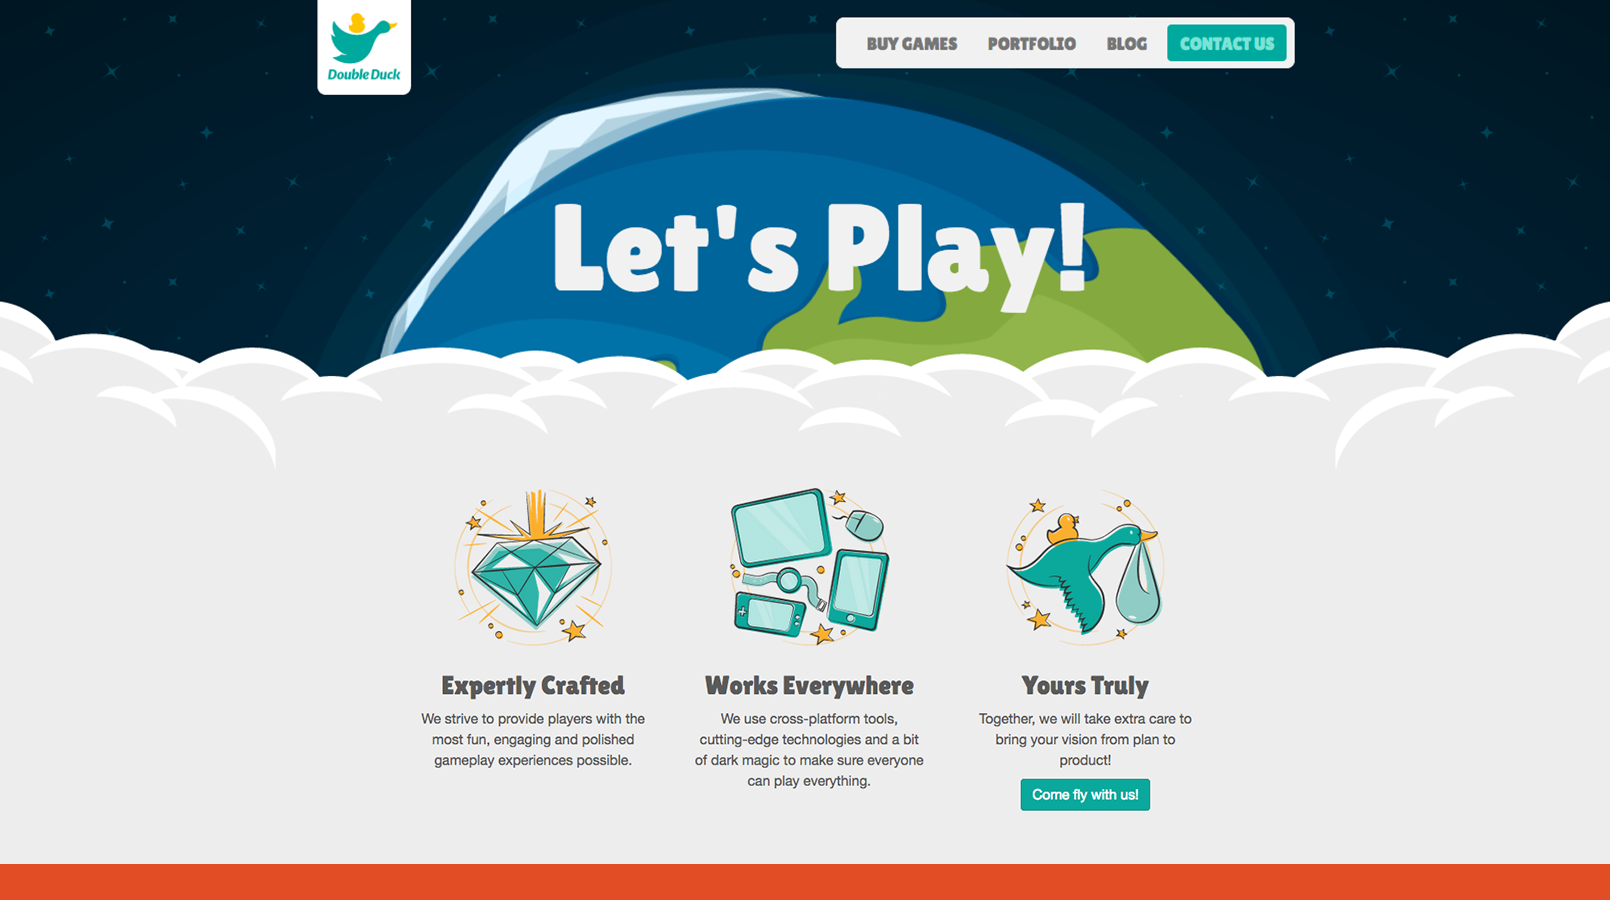 Double Duck
BUY GAMES PORTFOLIO BLOG CONTACT US
Let's Play!
Expertly Crafted
We strive to provide players with the
most fun, engaging and polished
gameplay experiences possible.
Works Everywhere
We use cross-platform tools,
cutting-edge technologies and a bit
of dark magic to make sure everyone
can play everything.
Yours Truly
Together, we will take extra care to
bring your vision from plan to
product!
Come fly with us!